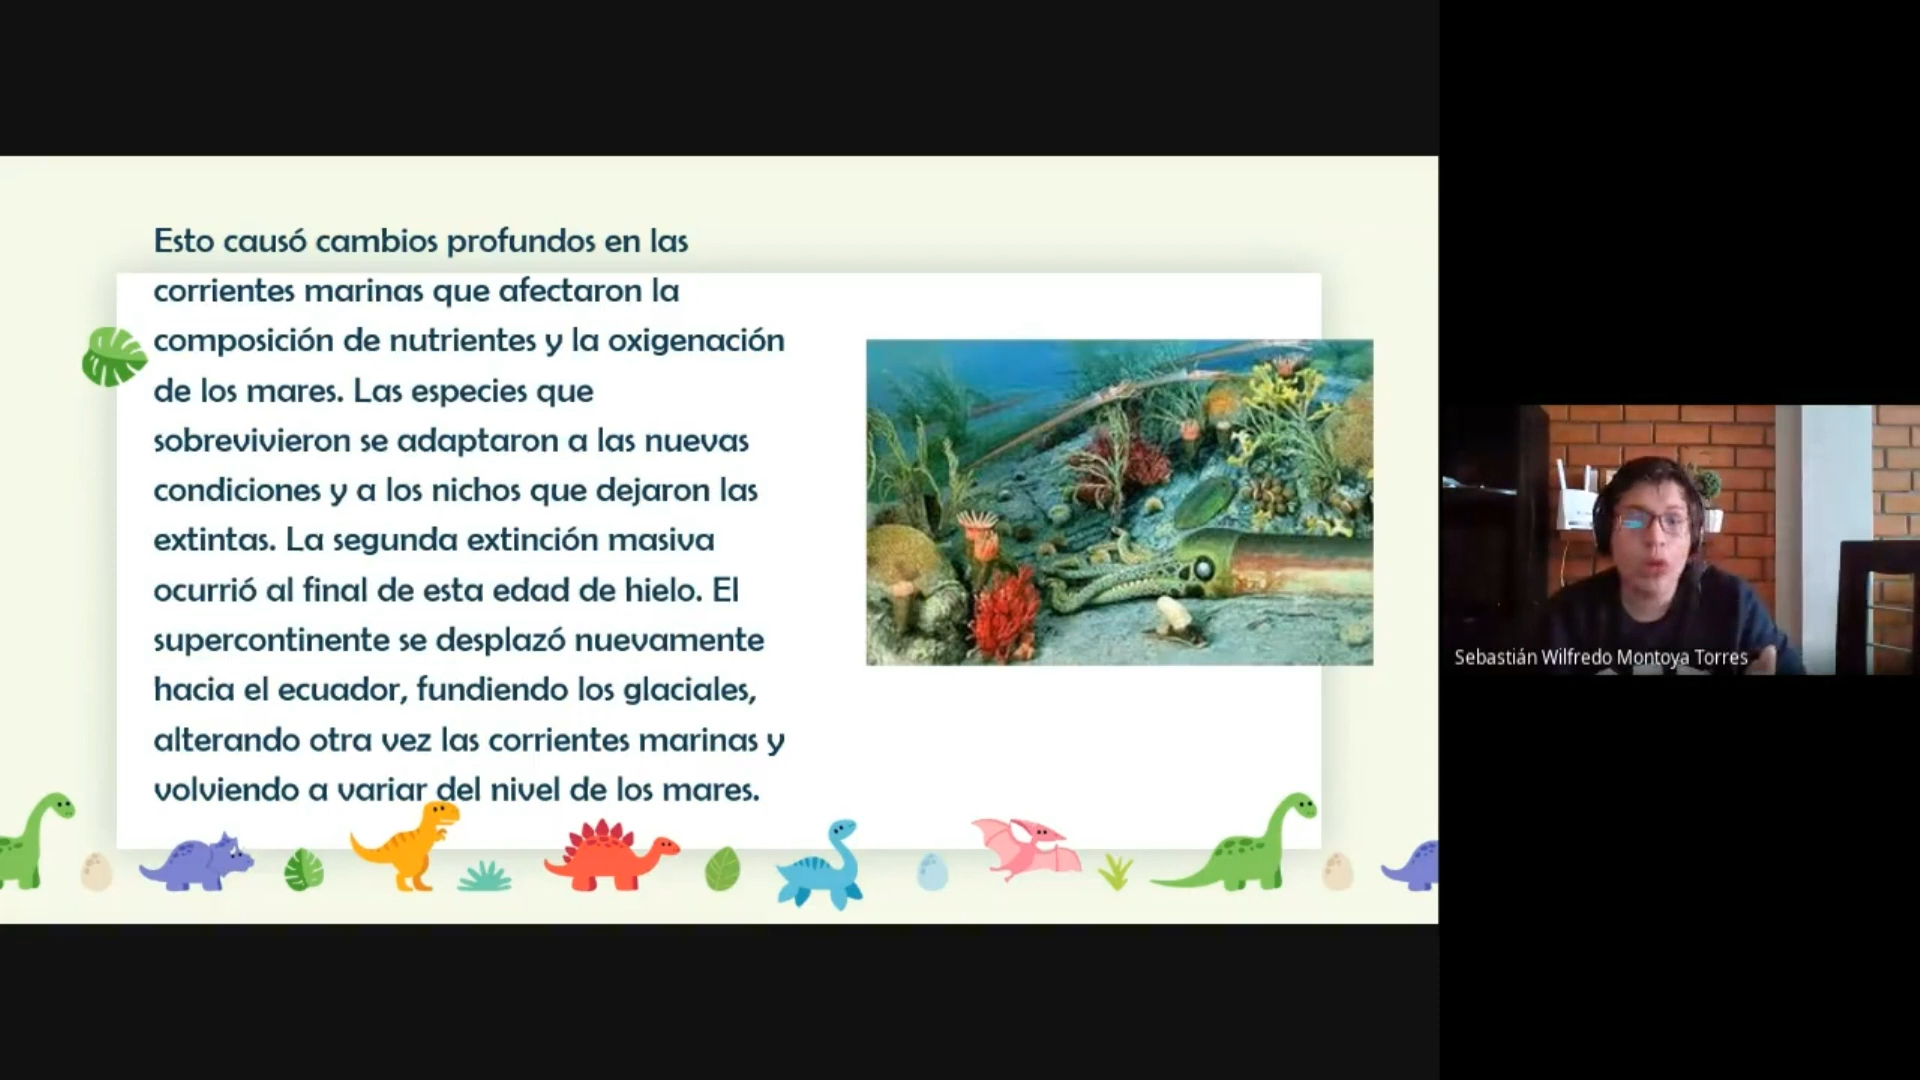 Esto causó cambios profundos en las
corrientes marinas que afectaron la
composición de nutrientes y la oxigenación
de los mares. Las especies que
sobrevivieron se adaptaron a las nuevas
condiciones y a los nichos que dejaron las
extintas. La segunda extinción masiva
ocurrió al final de esta edad de hielo. El
supercontinente se desplazó nuevamente
hacia el ecuador, fundiendo los glaciales,
alterando otra vez las corrientes marinas y
volviendo a variar del nivel de los mares.
Sebastián Wilfredo Montoya Torres